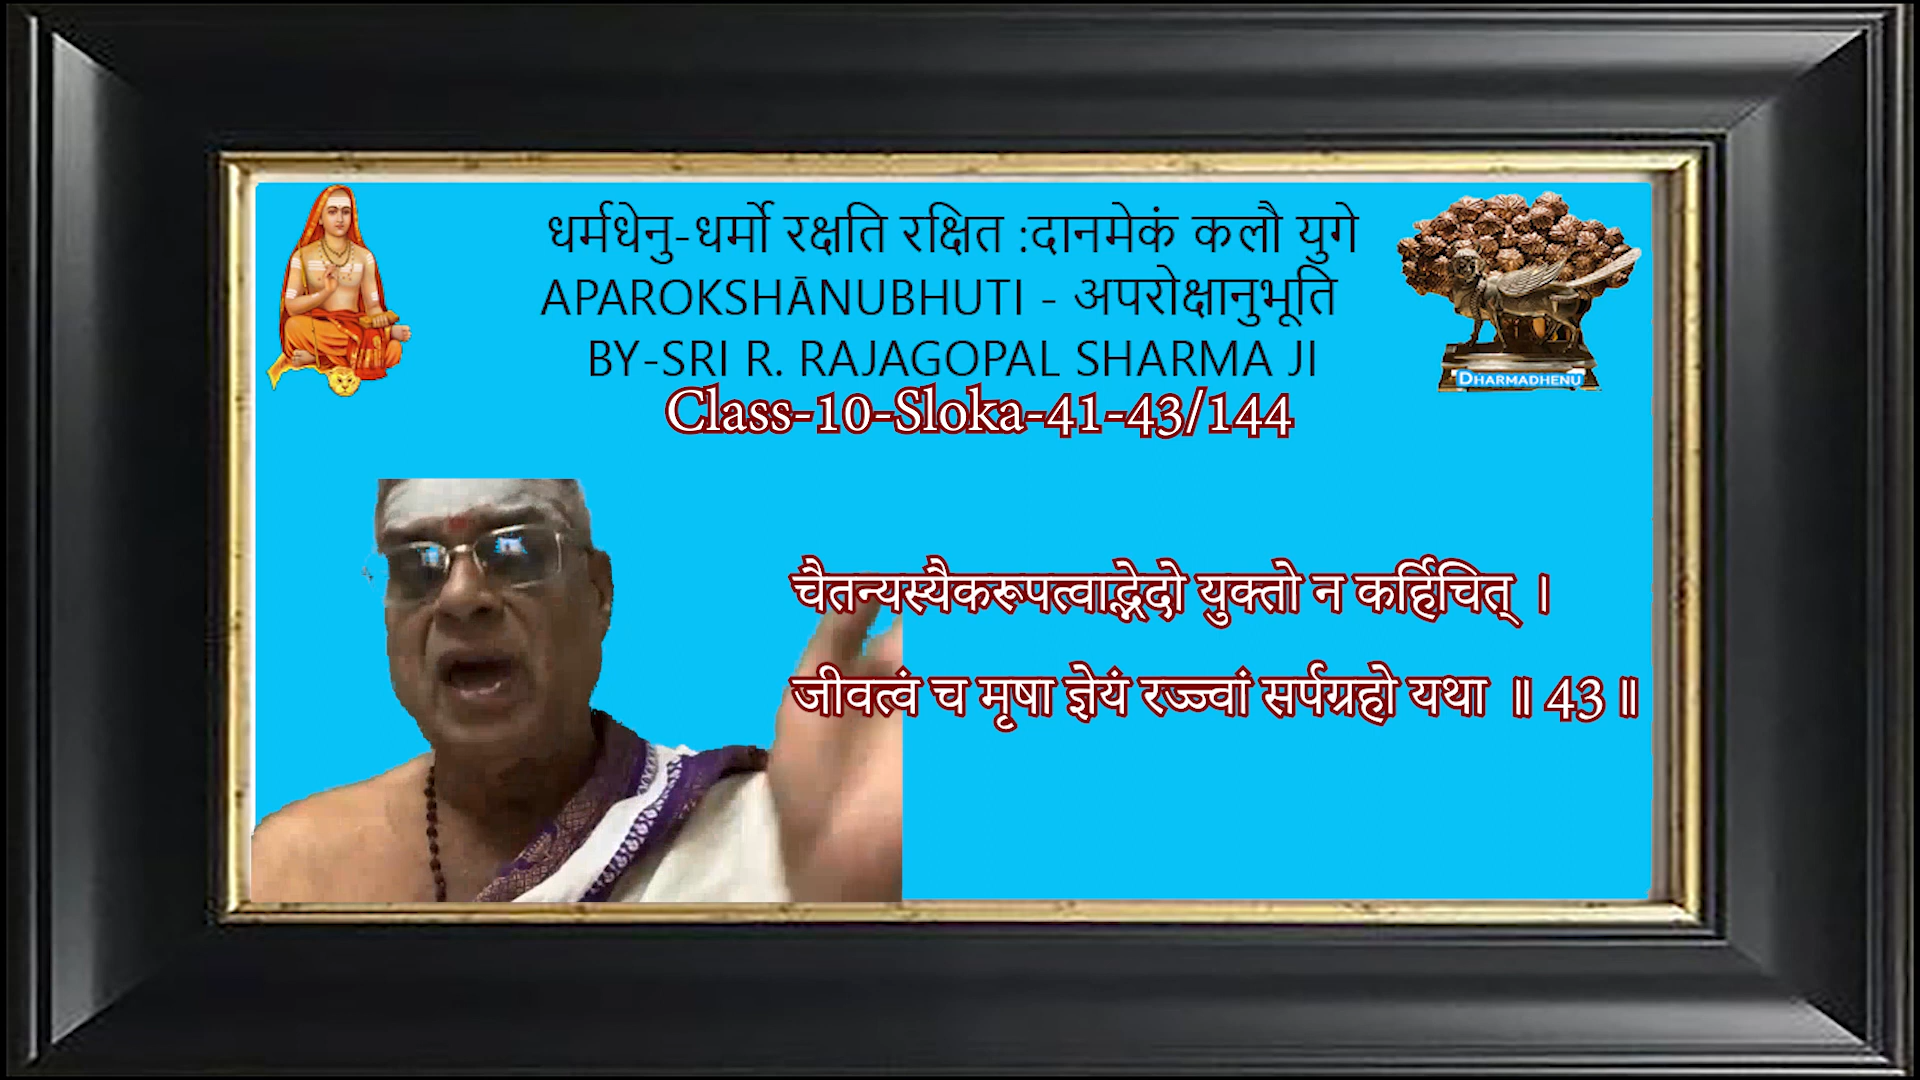 धर्मधेनु-धर्मो रक्षति रक्षित :दानमेकं कलौ युगे
APAROKSHĀNUBHUTI - अपरोक्षानुभूति
BY-SRI R. RAJAGOPAL SHARMA JI
Class-10-Sloka-41-43/144
DHARMADHENU
चैतन्यस्यैकरूपत्वाद्भेदो युक्तो न कर्हिचित् ।
जीवत्वं च मृषा ज्ञेयं रज्ज्वां सर्पग्रहो यथा ॥ 43 ॥